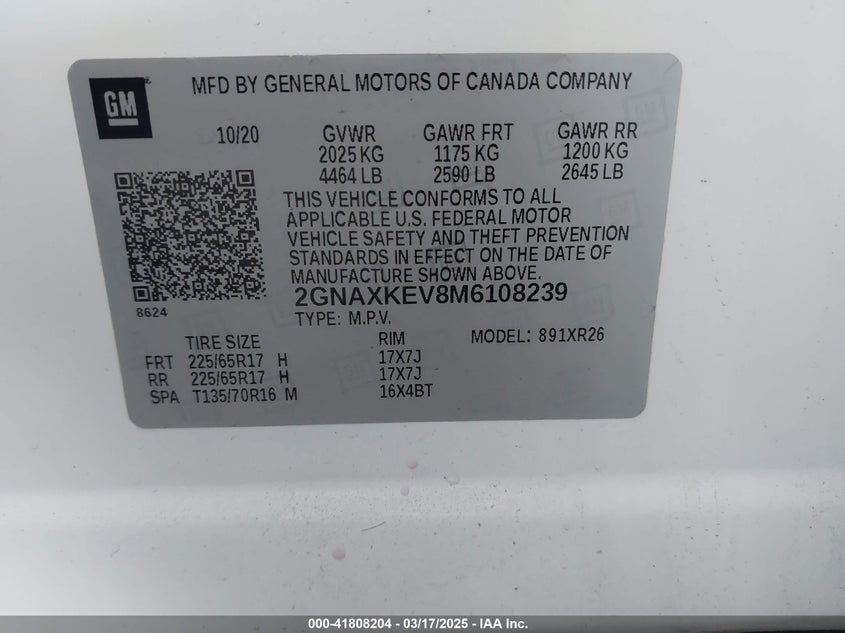 GM
MFD BY GENERAL MOTORS OF CANADA COMPANY
10/20 GVWR GAWR FRT GAWR RR
2025 KG 1175 KG 1200 KG
4464 LB 2590 LB 2645 LB
THIS VEHICLE CONFORMS TO ALL
APPLICABLE U.S. FEDERAL MOTOR
VEHICLE SAFETY AND THEFT PREVENTION
STANDARDS IN EFFECT ON THE DATE OF
MANUFACTURE SHOWN ABOVE.
2GNAXKEV8M6108239
8624
TYPE: M.P.V.
TIRE SIZE RIM MODEL: 891XR26
FRT 225/65R17 H 17X7J
RR 225/65R17 H 17X7J
SPA T135/70R16 M 16X4BT
000-41808204 - 03/17/2025 - IAA Inc.